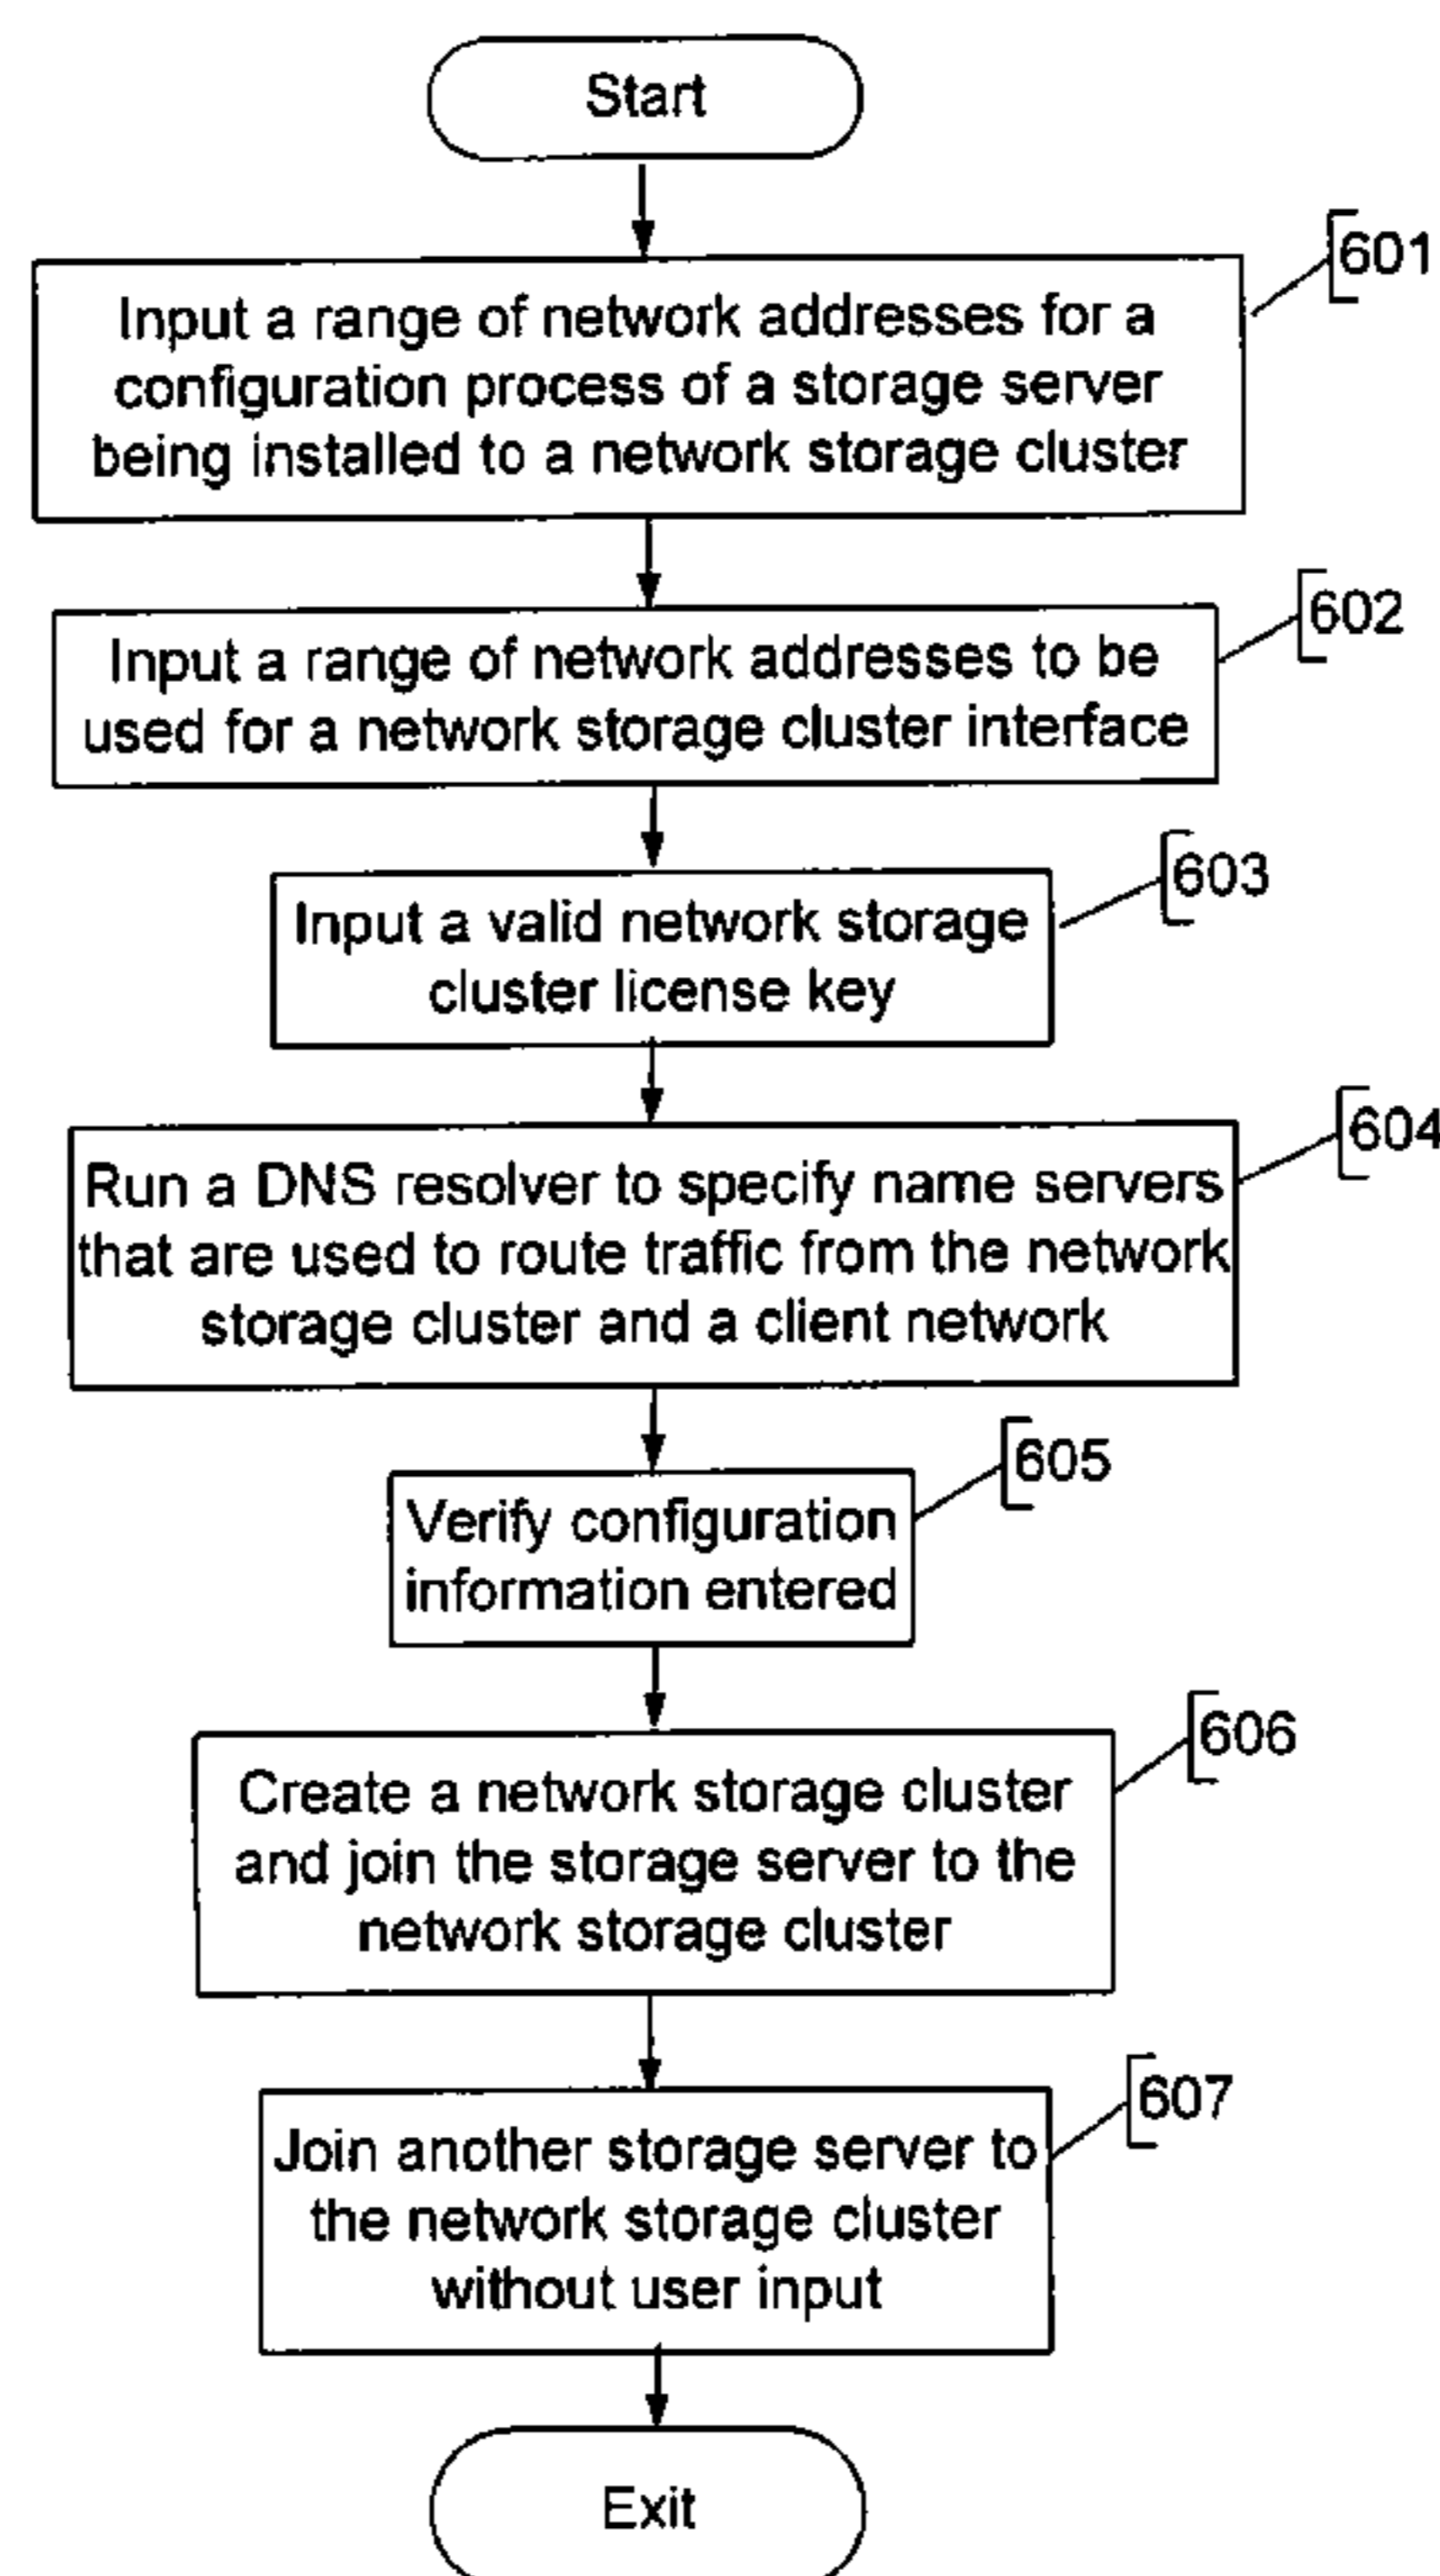 Start
601
Input a range of network addresses for a
configuration process of a storage server
being installed to a network storage cluster
602
Input a range of network addresses to be
used for a network storage cluster interface
603
Input a valid network storage
cluster license key
604
Run a DNS resolver to specify name servers
that are used to route traffic from the network
storage cluster and a client network
605
Verify configuration
information entered
606
Create a network storage cluster
and join the storage server to the
network storage cluster
607
Join another storage server to
the network storage cluster
without user input
Exit